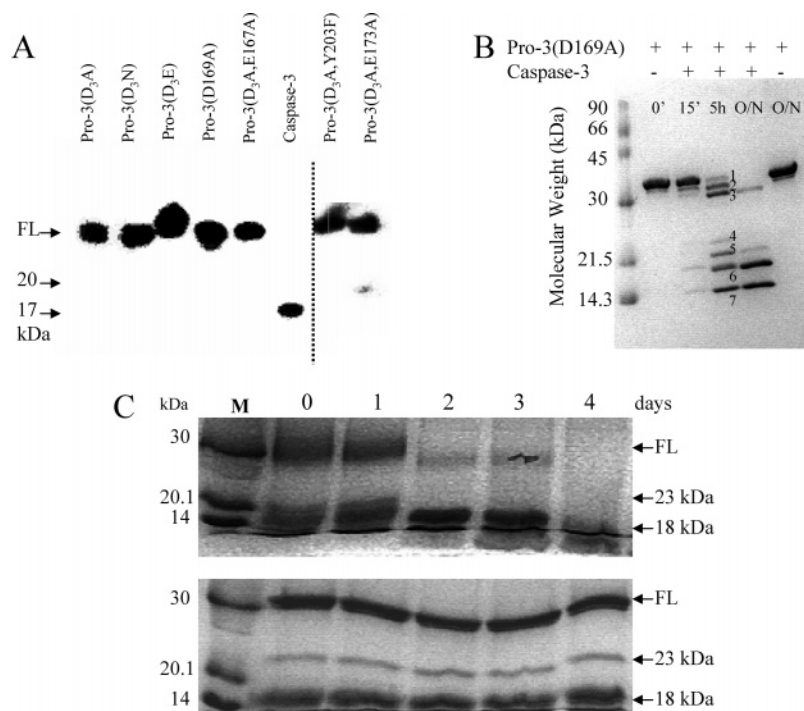 A
Pro-3(D₃A)
Pro-3(D₃N)
Pro-3(D₃E)
Pro-3(D169A)
Pro-3(D₃A,E167A)
Caspase-3
Pro-3(D₃A,Y203F)
Pro-3(D₃A,E173A)
FL
20
17
kDa
B
Pro-3(D169A) + + + + +
Caspase-3 - + + + -
Molecular Weight (kDa)
90
66
45
30
21.5
14.3
0' 15' 5h O/N O/N
1
2
3
4
5
6
7
C
kDa M 0 1 2 3 4 days
30
20.1
14
FL
23 kDa
18 kDa
30
20.1
14
FL
23 kDa
18 kDa